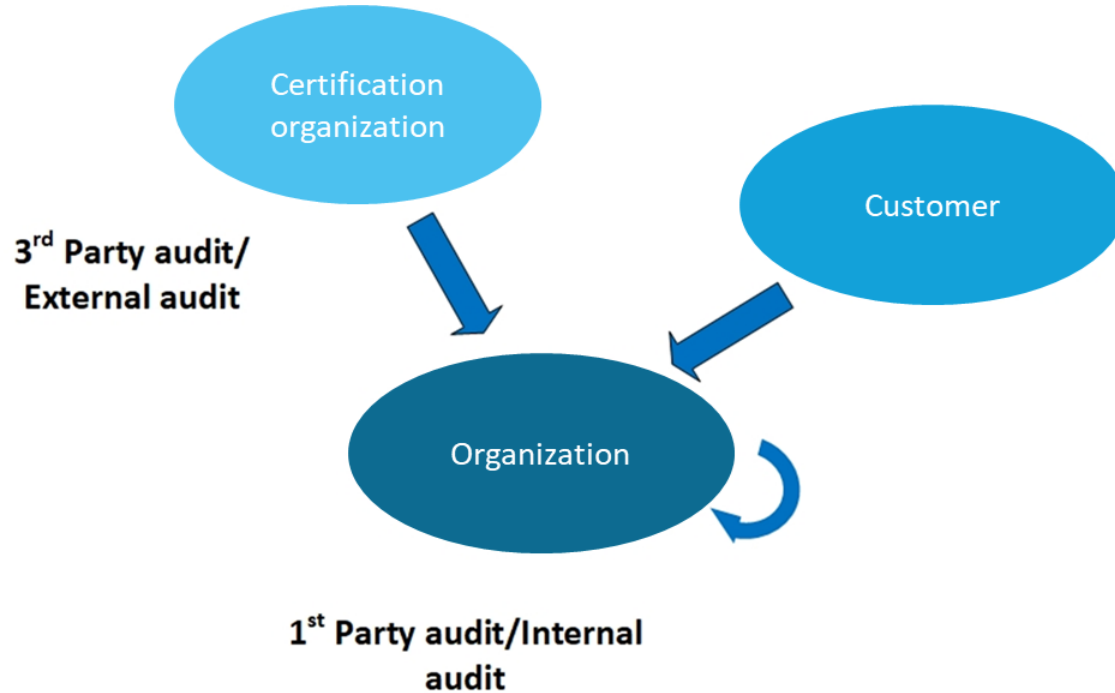 Certification
organization
Customer
3rd Party audit/
External audit
Organization
1st Party audit/Internal
audit